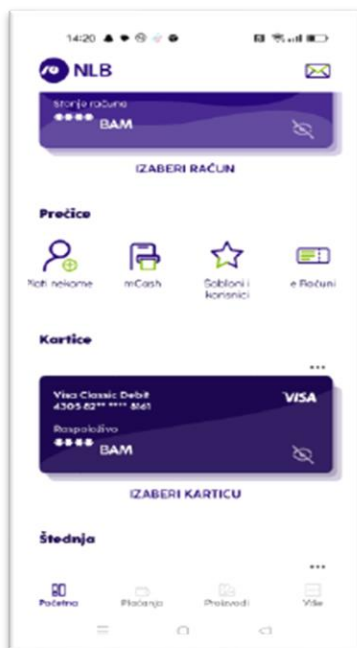 14:20
NLB
Stanje računa
**** BAM
IZABERI RAČUN
Prečice
Plati nekome
mCash
Šabloni i korisnici
e Računi
Kartice
...
Visa Classic Debit
VISA
4305 82** **** 8161
Raspoloživo
**** BAM
IZABERI KARTICU
Štednja
...
Početna
Plaćanja
Proizvodi
Više